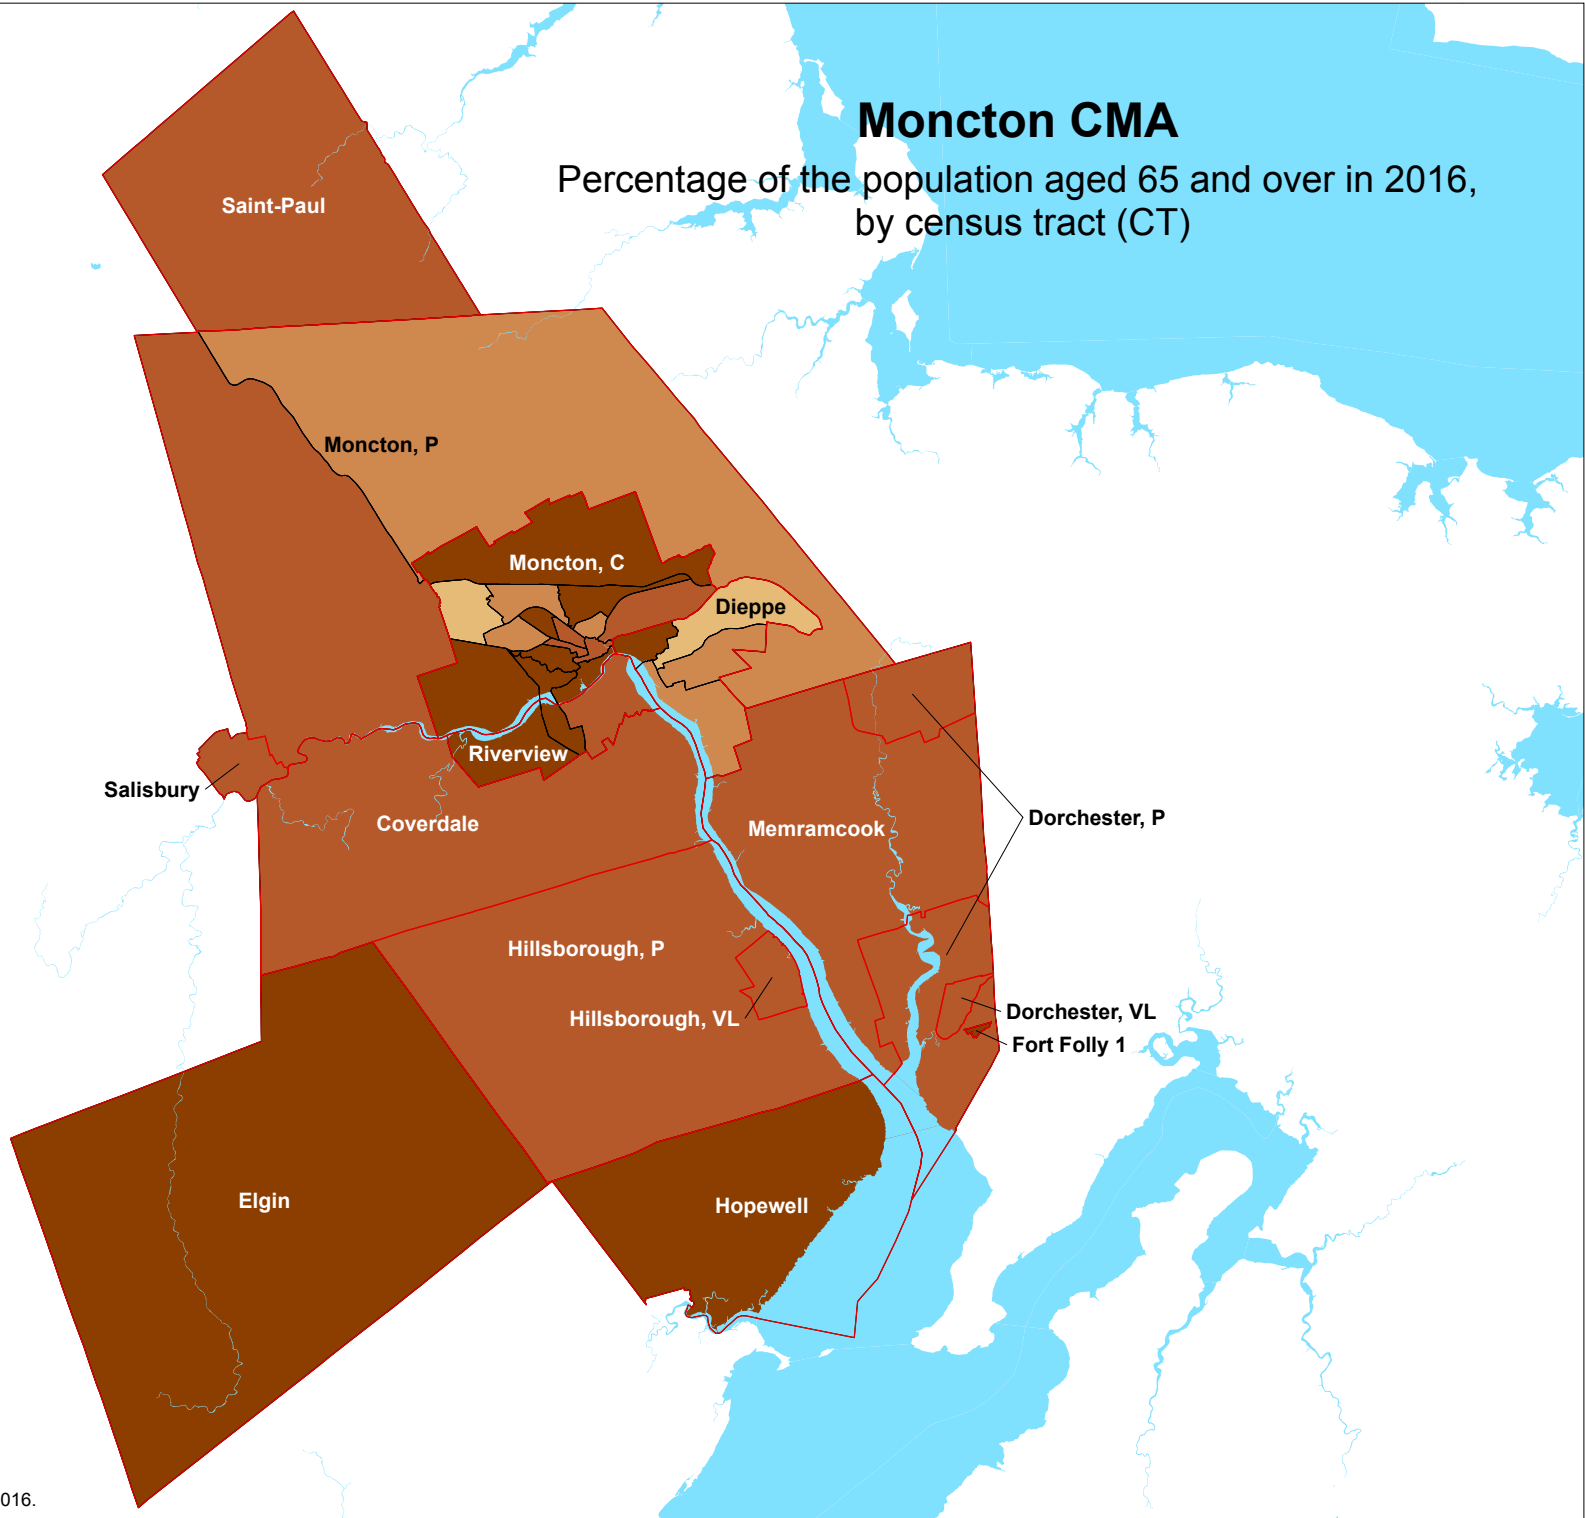 Moncton CMA
Percentage of the population aged 65 and over in 2016,
by census tract (CT)
Saint-Paul
Moncton, P
Moncton, C
Dieppe
Riverview
Salisbury
Coverdale
Memramcook
Dorchester, P
Hillsborough, P
Hillsborough, VL
Dorchester, VL
Fort Folly 1
Elgin
Hopewell
016.